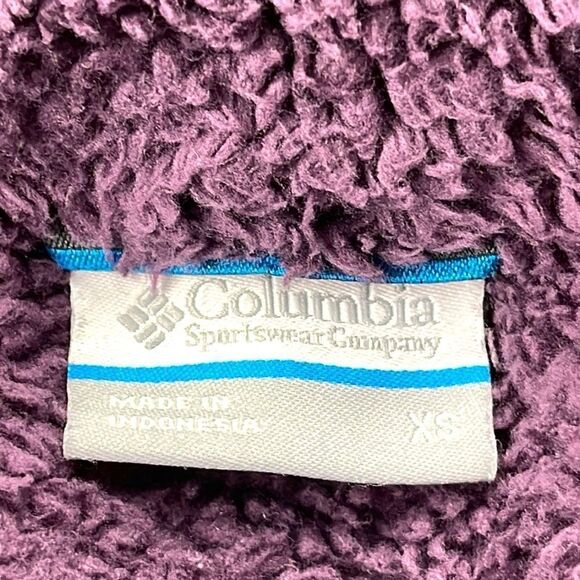 Columbia
Sportswear Company
MADE IN
INDONESIA
XS